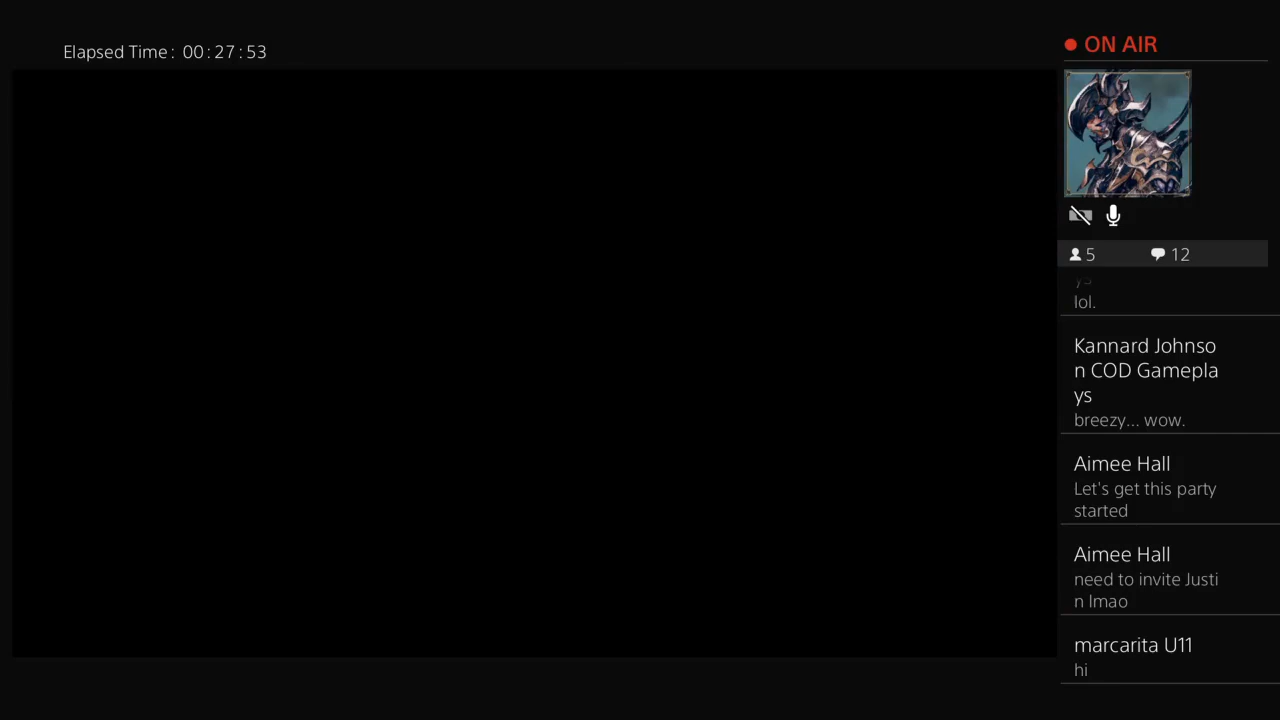 Elapsed Time: 00:27:53
ON AIR
5
12
lol.
Kannard Johnso
n COD Gamepla
ys
breezy... wow.
Aimee Hall
Let's get this party
started
Aimee Hall
need to invite Justi
n lmao
marcarita U11
hi